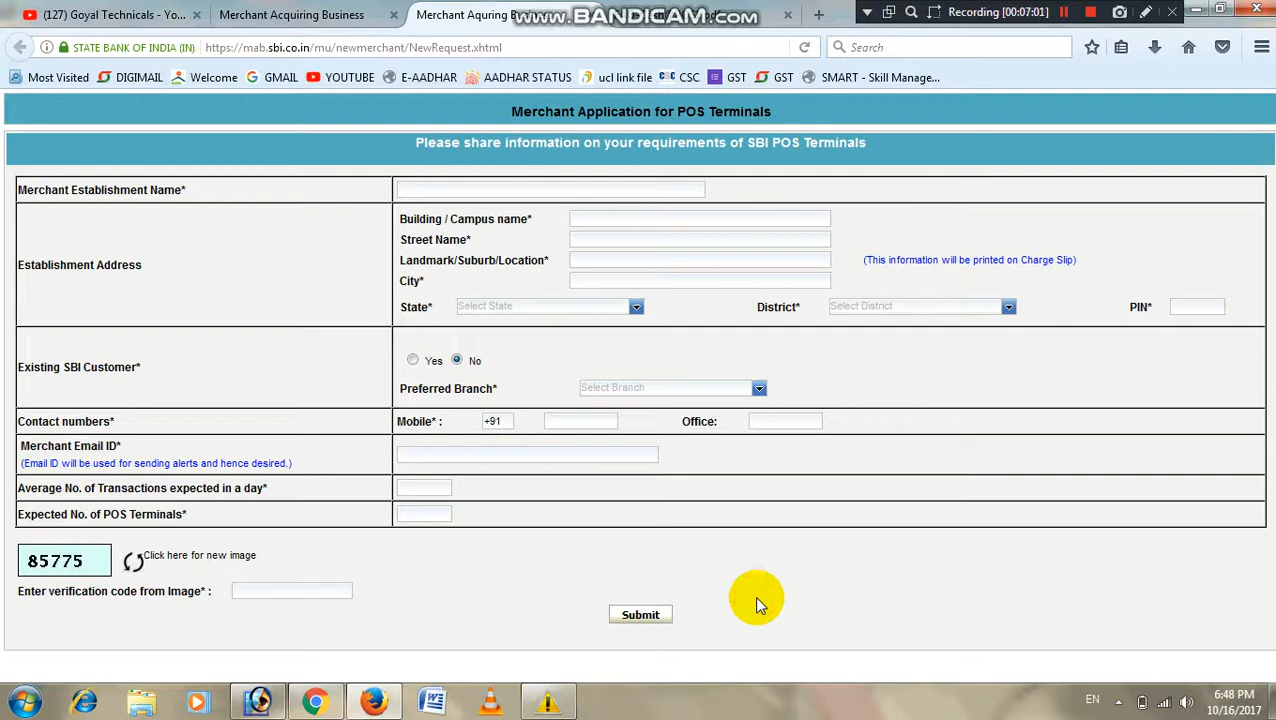 (127) Goyal Technicals - Yo... Merchant Acquiring Business Merchant Aquring Bu
www.BANDICAM.com
Recording [00:07:01]
STATE BANK OF INDIA (IN) https://mab.sbi.co.in/mu/newmerchant/NewRequest.xhtml Search
Most Visited DIGIMAIL Welcome GMAIL YOUTUBE E-AADHAR AADHAR STATUS ucl link file CSC CSC GST GST SMART - Skill Manage...
Merchant Application for POS Terminals
Please share information on your requirements of SBI POS Terminals
Merchant Establishment Name*
Building / Campus name*
Street Name*
Establishment Address
Landmark/Suburb/Location* (This information will be printed on Charge Slip)
City*
State* Select State District* Select District PIN*
Existing SBI Customer*
Yes No
Preferred Branch* Select Branch
Contact numbers* Mobile* : +91 Office:
Merchant Email ID*
(Email ID will be used for sending alerts and hence desired.)
Average No. of Transactions expected in a day*
Expected No. of POS Terminals*
85775 Click here for new image
Enter verification code from Image* :
Submit
EN 6:48 PM
10/16/2017